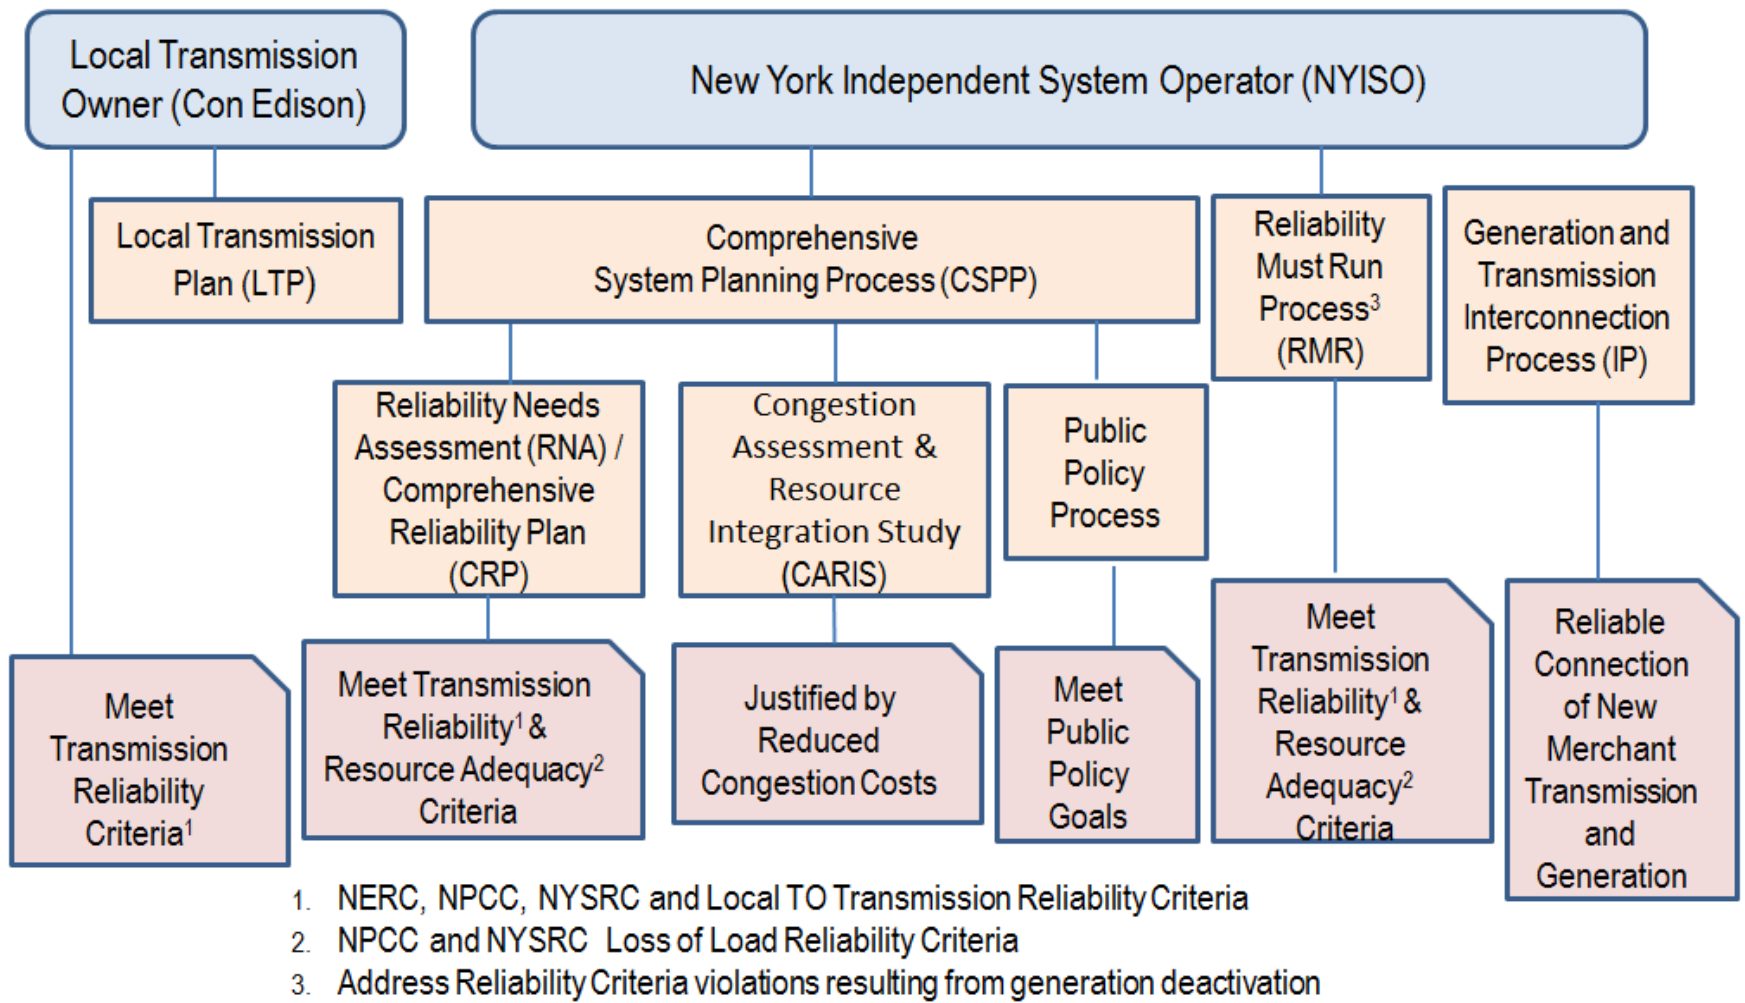 Local Transmission
Owner (Con Edison)
New York Independent System Operator (NYISO)
Local Transmission
Plan (LTP)
Comprehensive
System Planning Process (CSPP)
Reliability
Must Run
Process³
(RMR)
Generation and
Transmission
Interconnection
Process (IP)
Reliability Needs
Assessment (RNA) /
Comprehensive
Reliability Plan
(CRP)
Congestion
Assessment &
Resource
Integration Study
(CARIS)
Public
Policy
Process
Meet
Transmission
Reliability
Criteria¹
Meet Transmission
Reliability¹ &
Resource Adequacy²
Criteria
Justified by
Reduced
Congestion Costs
Meet
Public
Policy
Goals
Meet
Transmission
Reliability¹ &
Resource
Adequacy²
Criteria
Reliable
Connection
of New
Merchant
Transmission
and
Generation
1. NERC, NPCC, NYSRC and Local TO Transmission Reliability Criteria
2. NPCC and NYSRC Loss of Load Reliability Criteria
3. Address Reliability Criteria violations resulting from generation deactivation